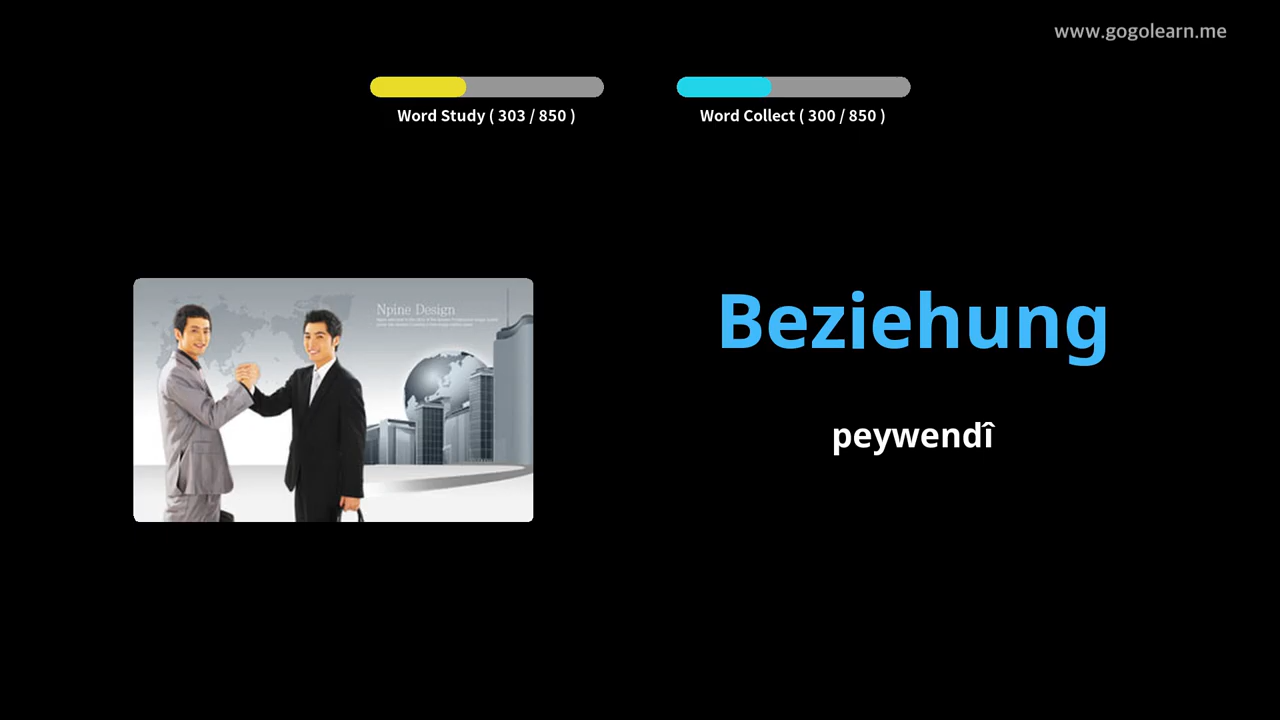 www.gogolearn.me
Word Study ( 303 / 850 )
Word Collect ( 300 / 850 )
Npine Design
Beziehung
peywendî